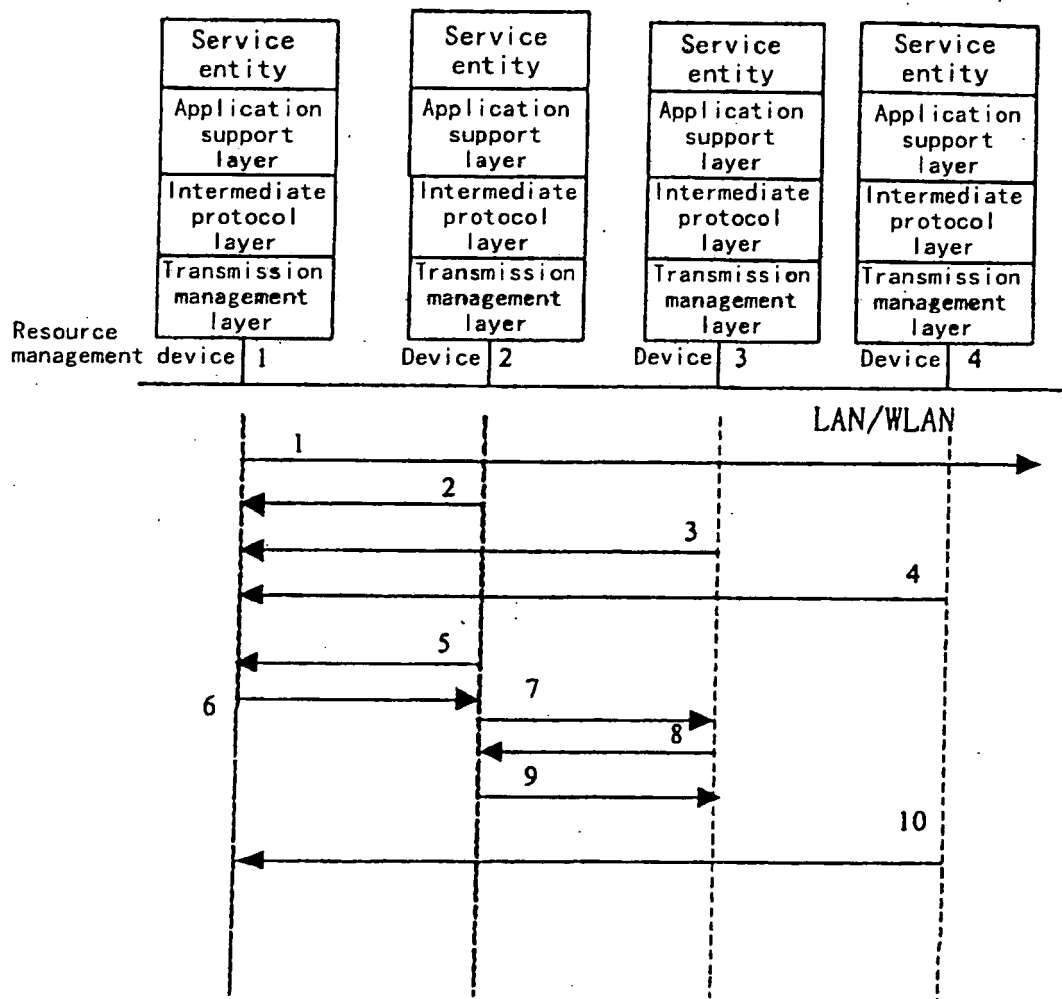 Service
entity
Application
support
layer
Intermediate
protocol
layer
Transmission
management
layer
Service
entity
Application
support
layer
Intermediate
protocol
layer
Transmission
management
layer
Service
entity
Application
support
layer
Intermediate
protocol
layer
Transmission
management
layer
Service
entity
Application
support
layer
Intermediate
protocol
layer
Transmission
management
layer
Resource
management device 1
Device 2
Device 3
Device 4
LAN/WLAN
1
2
3
4
5
6
7
8
9
10